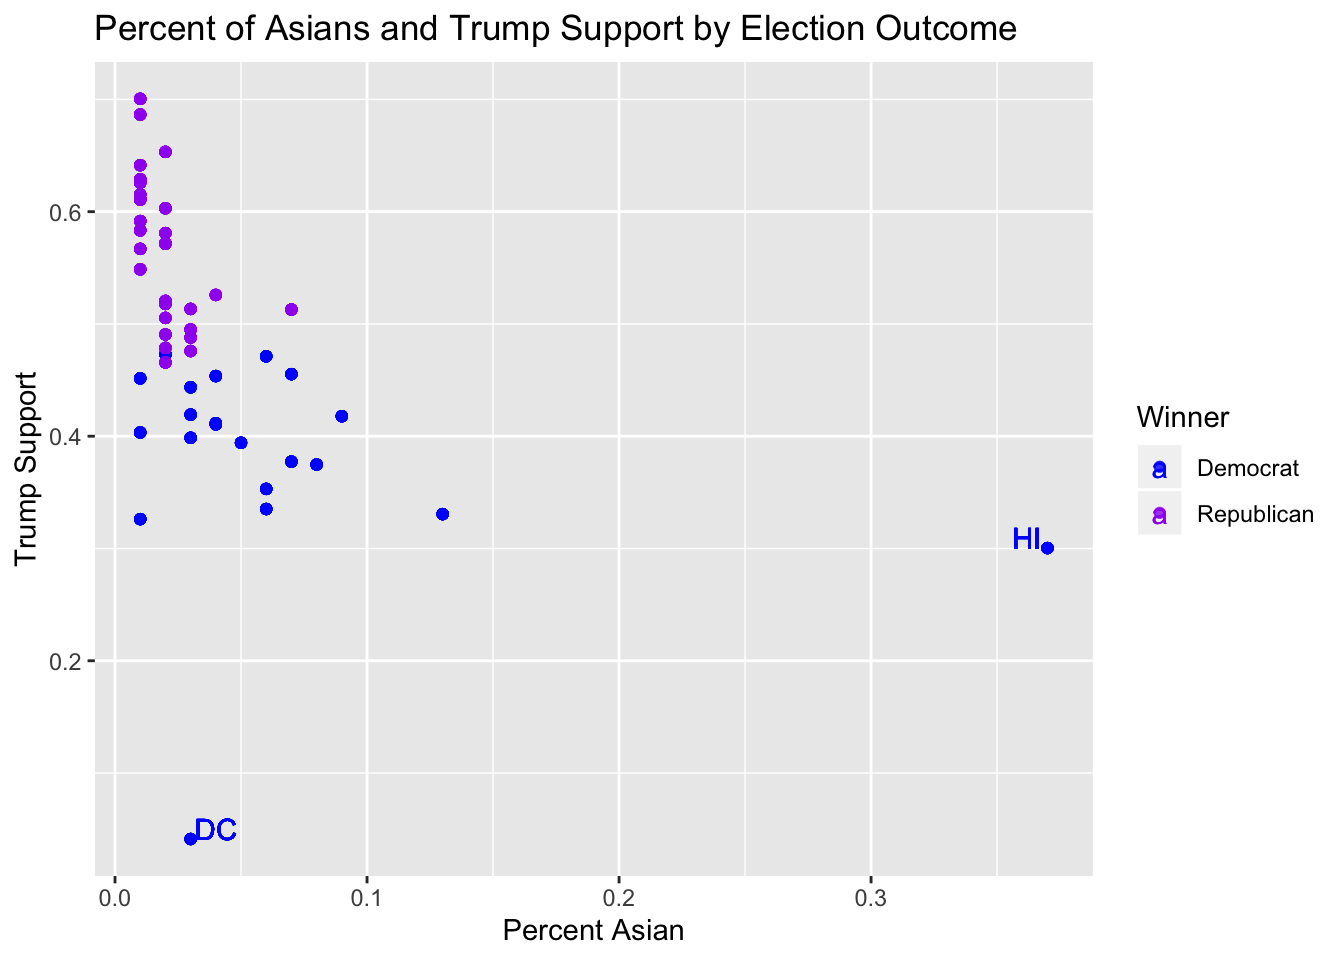 Percent of Asians and Trump Support by Election Outcome
Trump Support
0.6
0.4
0.2
HI
DC
0.0 0.1 0.2 0.3
Percent Asian
Winner
a Democrat
a Republican